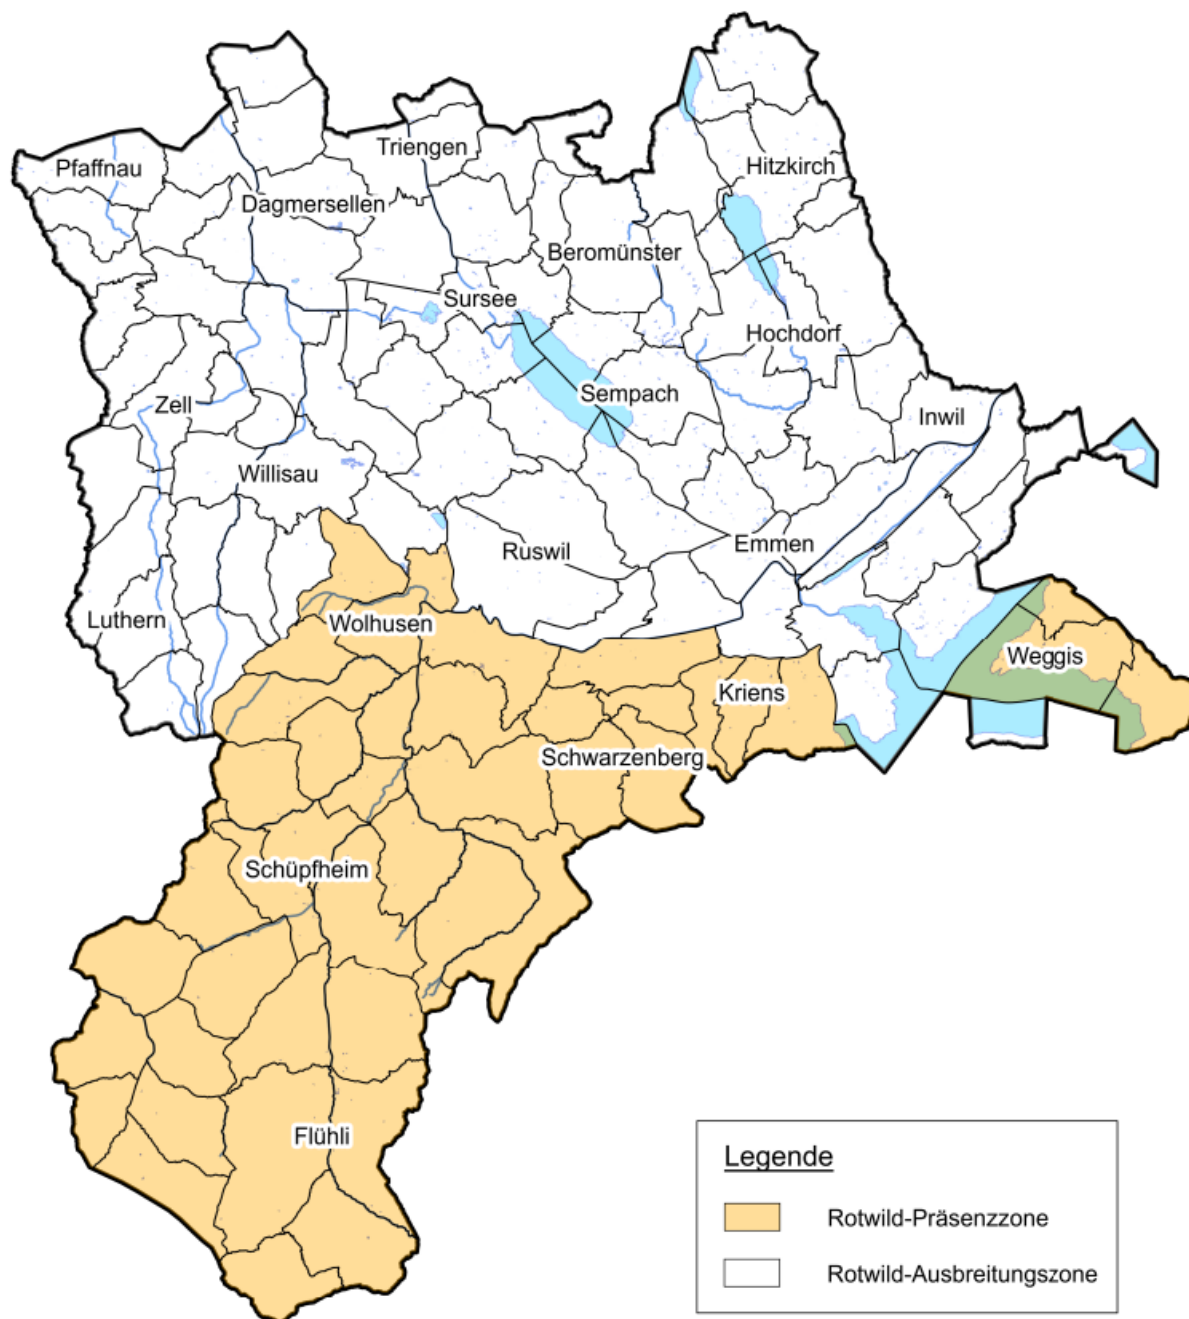 Triengen
Hitzkirch
Pfaffnau
Dagmersellen
Beromünster
Sursee
Hochdorf
Sempach
Zell
Inwil
Willisau
Emmen
Ruswil
Luthern
Wolhusen
Weggis
Kriens
Schwarzenberg
Schüpfheim
Flühli
Legende
Rotwild-Präsenzzone
Rotwild-Ausbreitungszone